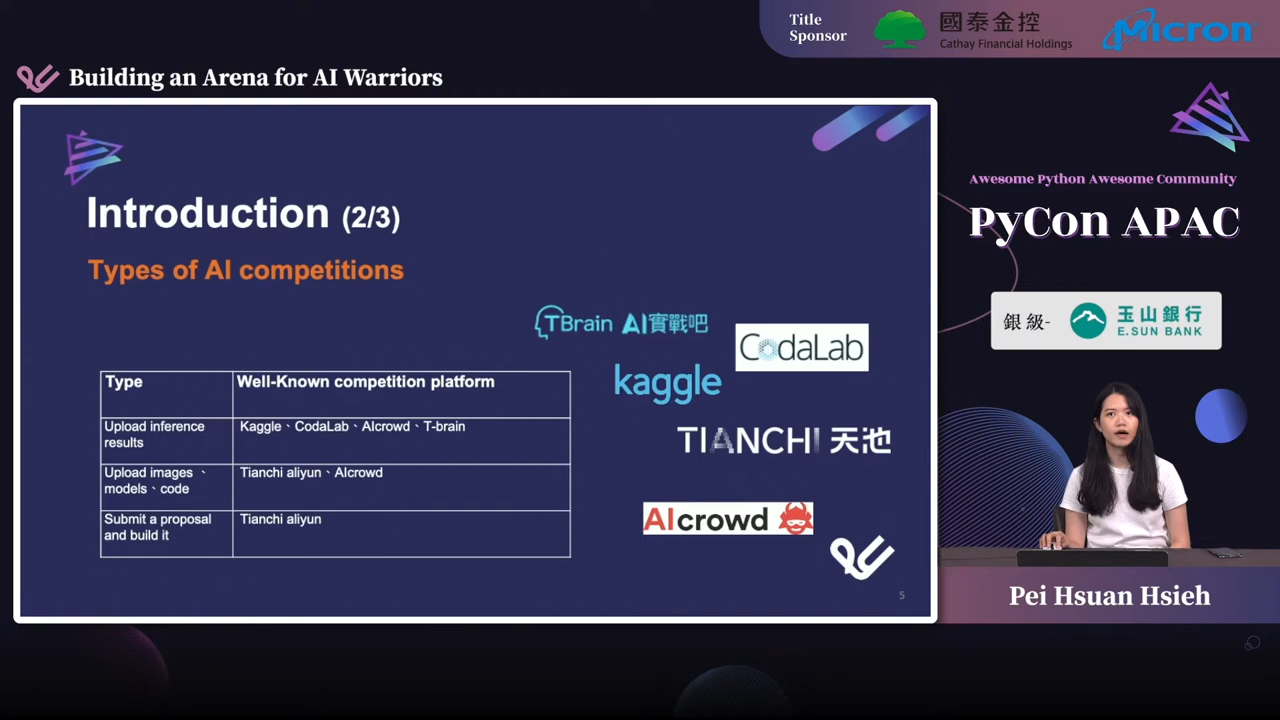 Title
Sponsor
國泰金控
Cathay Financial Holdings
Micron
Building an Arena for AI Warriors
Introduction (2/3)
Types of AI competitions
TBrain AI實戰吧
CodaLab
kaggle
TIANCHI 天池
AIcrowd
Type
Well-Known competition platform
Upload inference
results
Kaggle、CodaLab、AIcrowd、T-brain
Upload images 、
models、code
Tianchi aliyun、AIcrowd
Submit a proposal
and build it
Tianchi aliyun
5
Awesome Python Awesome Community
PyCon APAC
銀級-
玉山銀行
E.SUN BANK
Pei Hsuan Hsieh